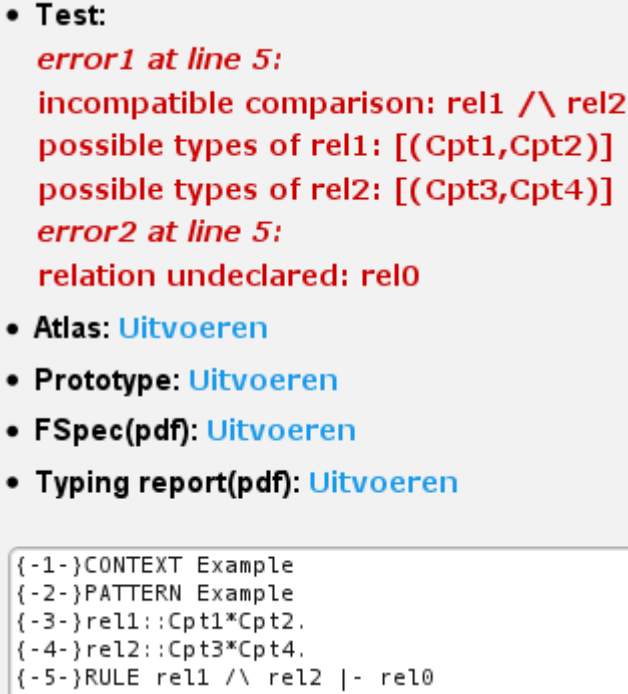 • Test:
error1 at line 5:
incompatible comparison: rel1 /\ rel2
possible types of rel1: [(Cpt1,Cpt2)]
possible types of rel2: [(Cpt3,Cpt4)]
error2 at line 5:
relation undeclared: rel0
• Atlas: Uitvoeren
• Prototype: Uitvoeren
• FSpec(pdf): Uitvoeren
• Typing report(pdf): Uitvoeren
{-1-}CONTEXT Example
{-2-}PATTERN Example
{-3-}rel1::Cpt1*Cpt2.
{-4-}rel2::Cpt3*Cpt4.
{-5-}RULE rel1 /\ rel2 |- rel0